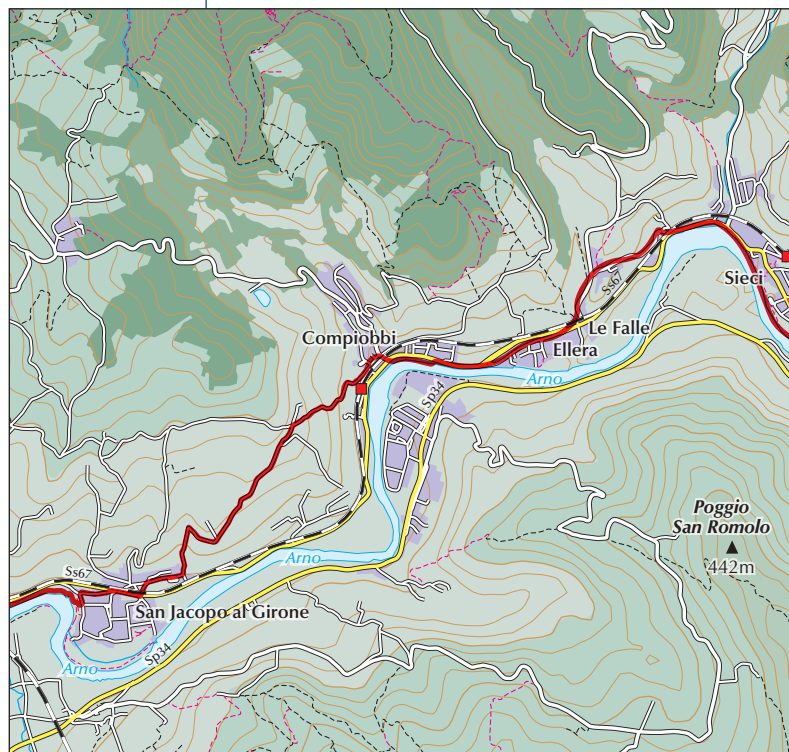 Sieci
Ss67
Le Falle
Compiobbi
Ellera
Arno
Sp34
Poggio
San Romolo
442m
Arno
Ss67
San Jacopo al Girone
Sp34
Arno